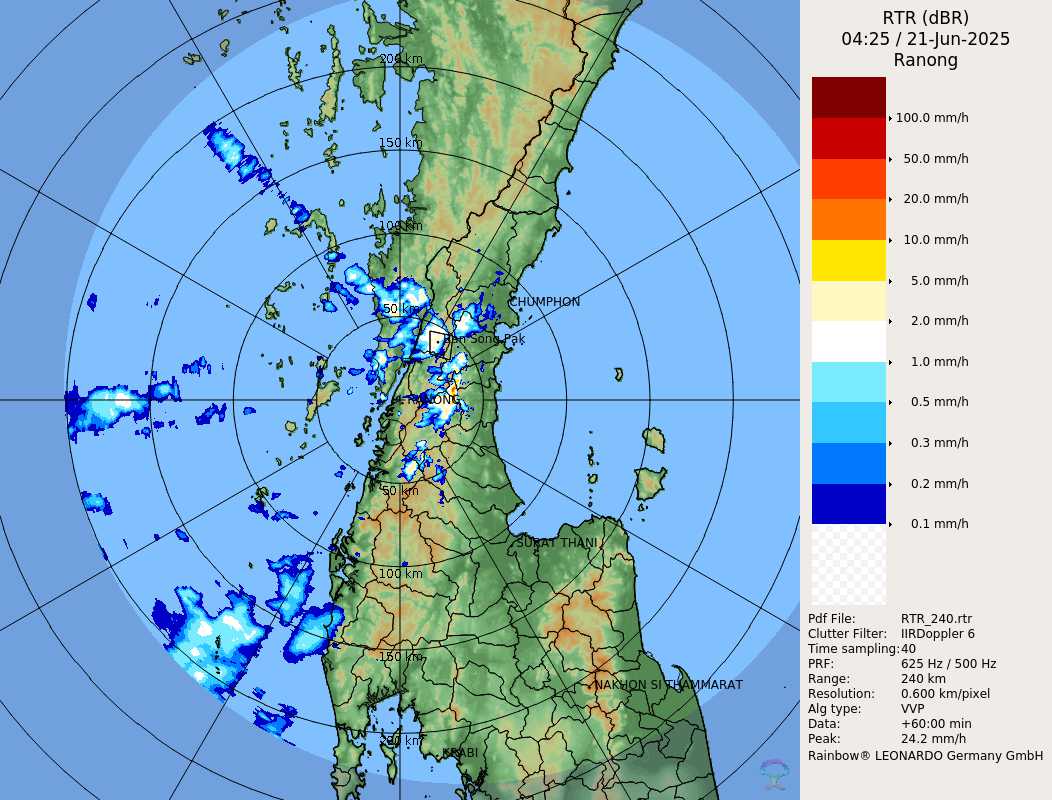 RTR (dBR)
04:25 / 21-Jun-2025
Ranong
100.0 mm/h
50.0 mm/h
20.0 mm/h
10.0 mm/h
5.0 mm/h
2.0 mm/h
1.0 mm/h
0.5 mm/h
0.3 mm/h
0.2 mm/h
0.1 mm/h
Pdf File: RTR_240.rtr
Clutter Filter: IIRDoppler 6
Time sampling: 40
PRF: 625 Hz / 500 Hz
Range: 240 km
Resolution: 0.600 km/pixel
Alg type: VVP
Data: +60:00 min
Peak: 24.2 mm/h
Rainbow® LEONARDO Germany GmbH
200 km
150 km
100 km
50 km
CHUMPHON
Ban Song Pak
RANONG
50 km
SURAT THANI
100 km
150 km
NAKHON SI THAMMARAT
200 km
KRABI